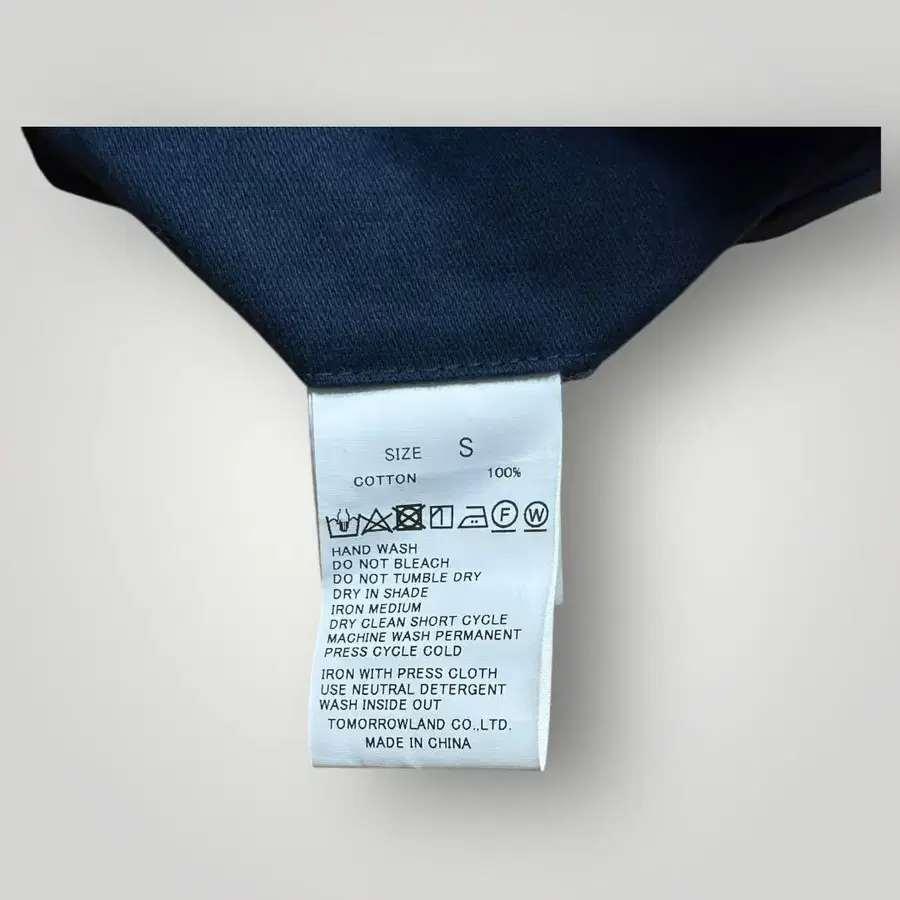 SIZE S
COTTON 100%
F W
HAND WASH
DO NOT BLEACH
DO NOT TUMBLE DRY
DRY IN SHADE
IRON MEDIUM
DRY CLEAN SHORT CYCLE
MACHINE WASH PERMANENT
PRESS CYCLE COLD
IRON WITH PRESS CLOTH
USE NEUTRAL DETERGENT
WASH INSIDE OUT
TOMORROWLAND CO.,LTD.
MADE IN CHINA